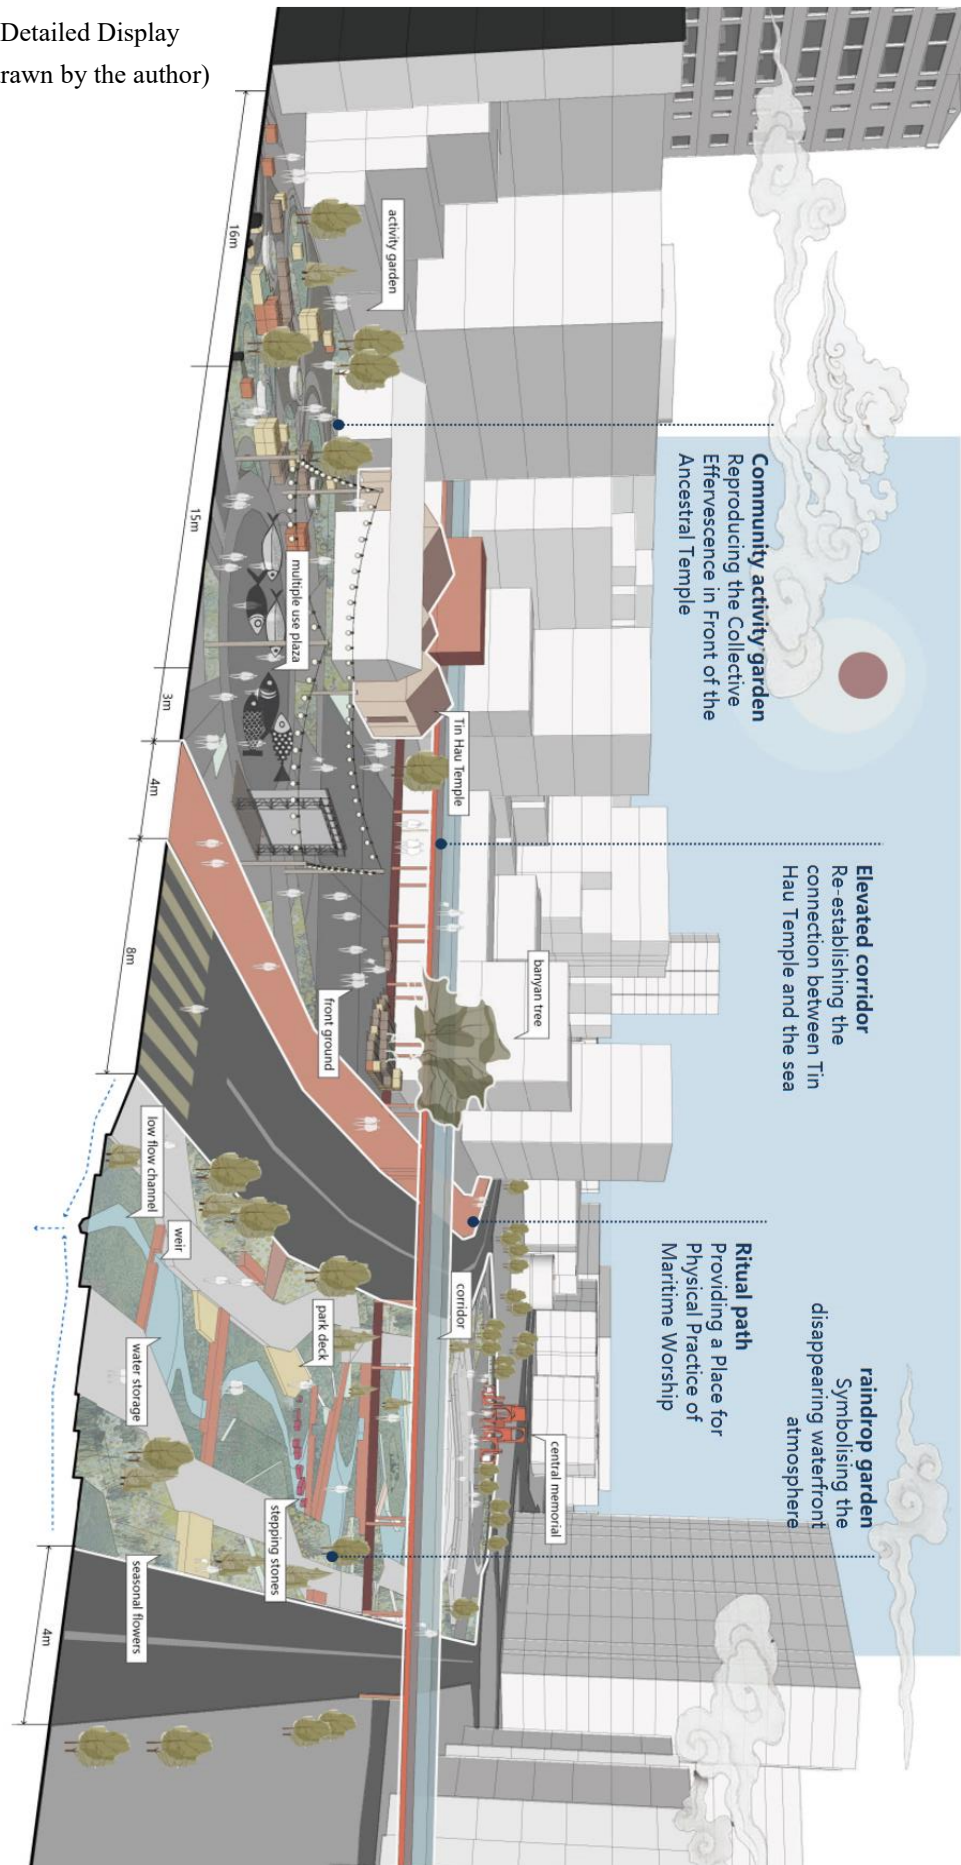 Detailed Display
rawn by the author)
Community activity garden
Reproducing the Collective
Effervescence in Front of the
Ancestral Temple
Elevated corridor
Re-establishing the
connection between Tin
Hau Temple and the sea
Ritual path
Providing a Place for
Physical Practice of
Maritime Worship
raindrop garden
Symbolising the
disappearing waterfront
atmosphere
activity garden
multiple use plaza
Tin Hau Temple
banyan tree
front ground
low flow channel
weir
corridor
park deck
water storage
central memorial
stepping stones
seasonal flowers
16m
15m
3m
4m
8m
4m